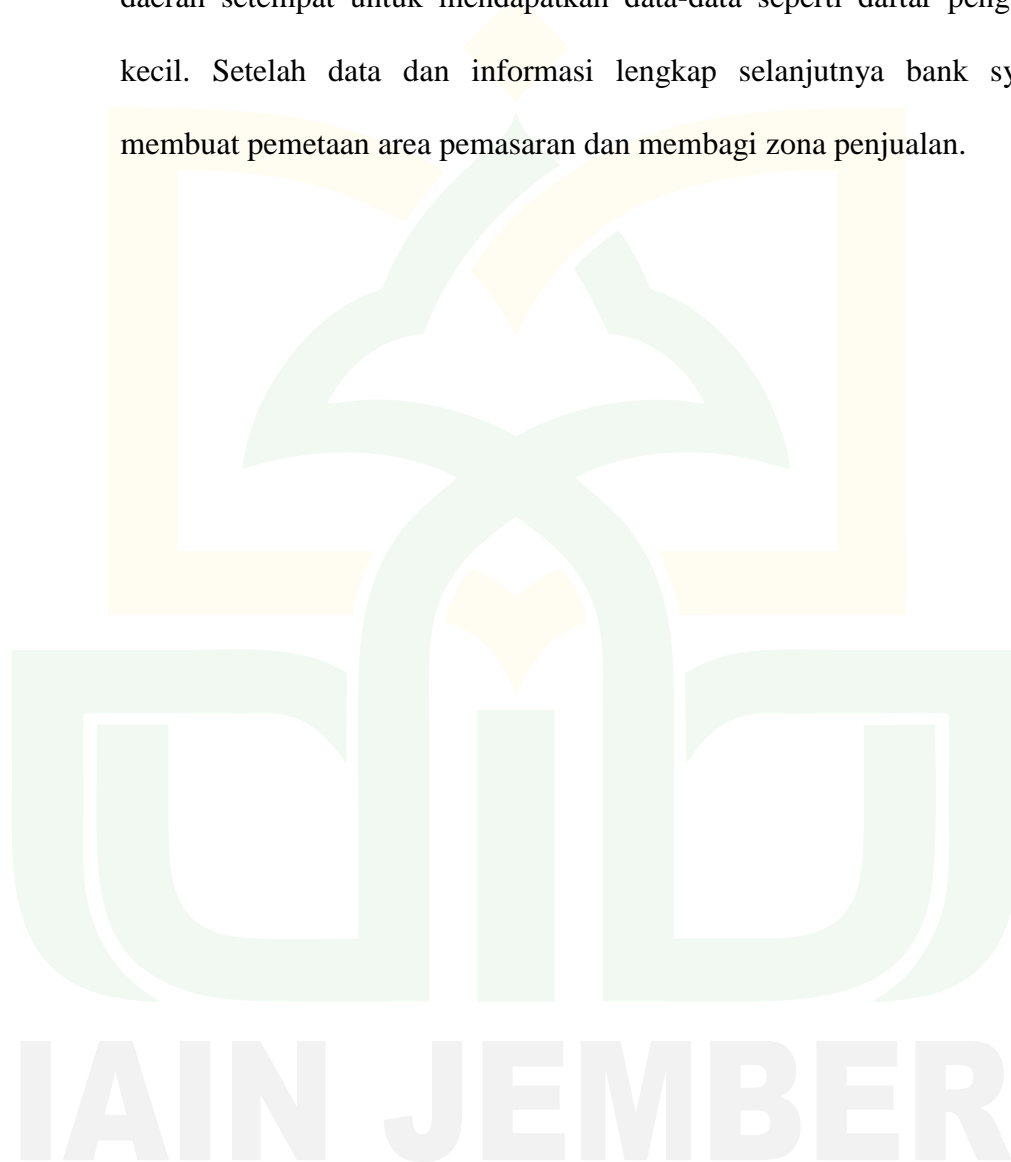 daerah setempat untuk mendapatkan data-data seperti daftar
kecil. Setelah data dan informasi lengkap selanjutnya bank
membuat pemetaan area pemasaran dan membagi zona penjualan.
IAIN JEMBER